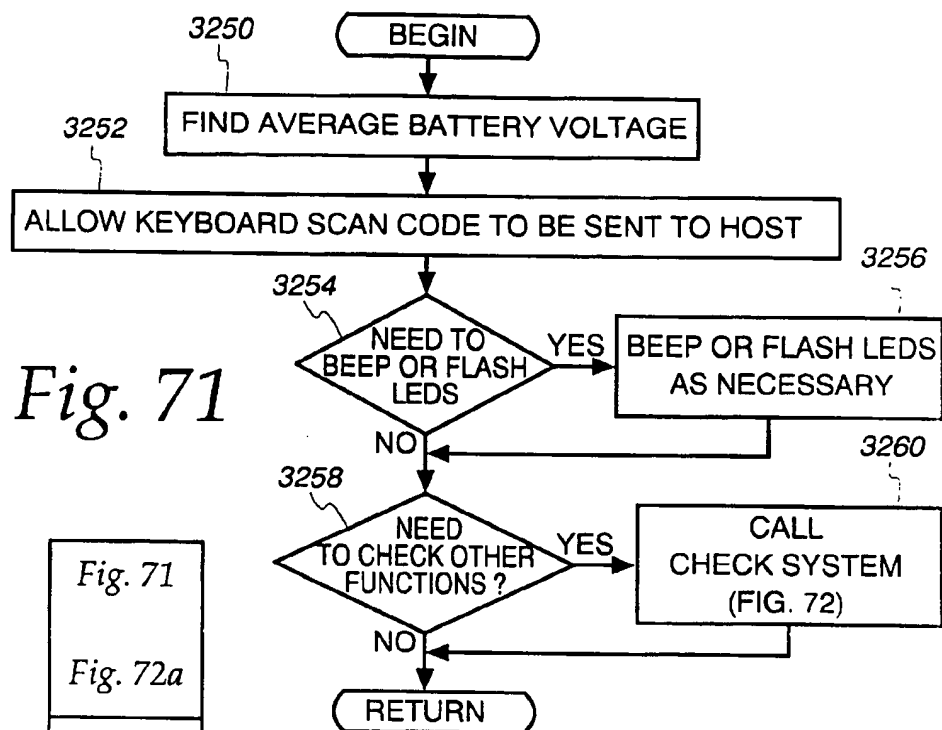 3250
BEGIN
FIND AVERAGE BATTERY VOLTAGE
3252
ALLOW KEYBOARD SCAN CODE TO BE SENT TO HOST
3254
NEED TO
BEEP OR FLASH
LEDS
YES
3256
BEEP OR FLASH LEDS
AS NECESSARY
NO
Fig. 71
3258
NEED
TO CHECK OTHER
FUNCTIONS ?
YES
3260
CALL
CHECK SYSTEM
(FIG. 72)
NO
RETURN
Fig. 71
Fig. 72a